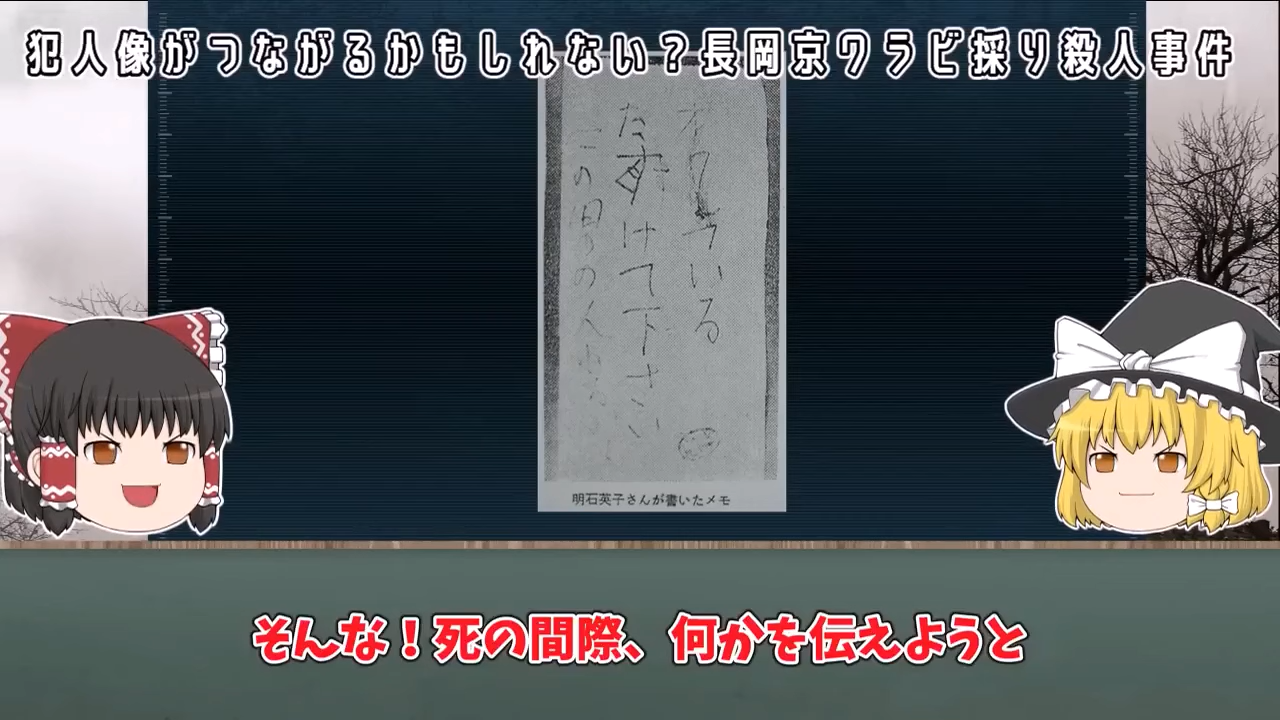 犯人像がつながるかもしれない？長岡京ワラビ採り殺人事件
オワれている
たすけて下さい
この男の人わるい人
明石英子さんが書いたメモ
そんな！死の間際、何かを伝えようと